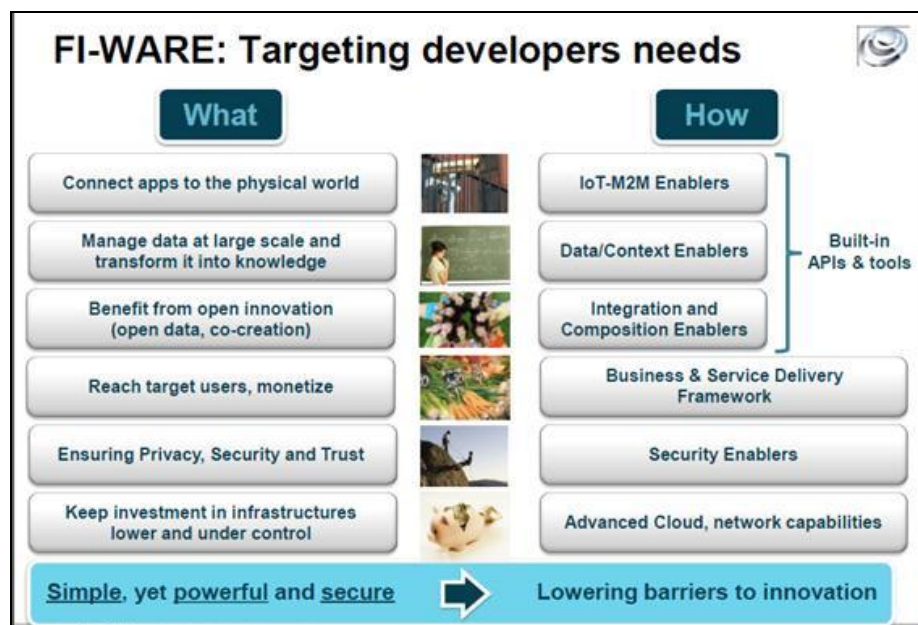 FI-WARE: Targeting developers needs
What
How
Connect apps to the physical world
IoT-M2M Enablers
Manage data at large scale and
transform it into knowledge
Data/Context Enablers
Built-in
APIs & tools
Benefit from open innovation
(open data, co-creation)
Integration and
Composition Enablers
Reach target users, monetize
Business & Service Delivery
Framework
Ensuring Privacy, Security and Trust
Security Enablers
Keep investment in infrastructures
lower and under control
Advanced Cloud, network capabilities
Simple, yet powerful and secure
Lowering barriers to innovation